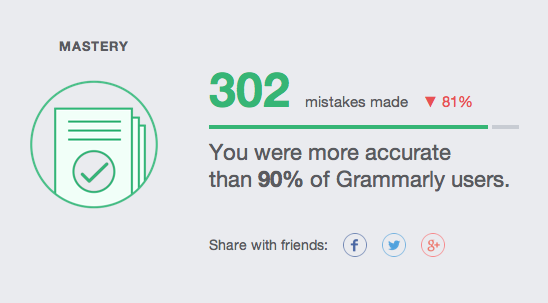 MASTERY
302 mistakes made ▼ 81%
You were more accurate
than 90% of Grammarly users.
Share with friends: f g+